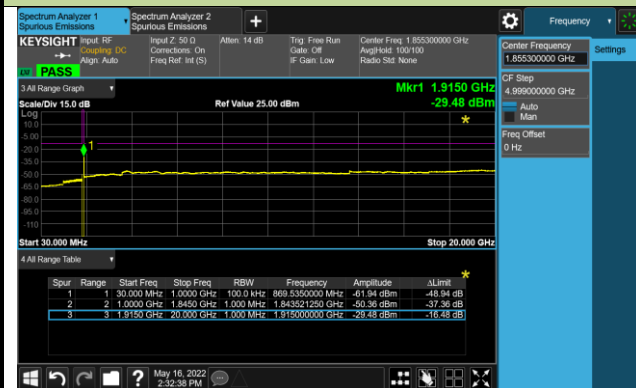 Spectrum Analyzer 1
Spurious Emissions
Spectrum Analyzer 2
Spurious Emissions
+
Frequency
KEYSIGHT
Input: RF
Coupling: DC
Align: Auto
Input Z: 50 Ω
Corrections: On
Freq Ref: Int (S)
Atten: 14 dB
Trig: Free Run
Gate: Off
IF Gain: Low
Center Freq: 1.855300000 GHz
Avg|Hold: 100/100
Radio Std: None
PASS
Center Frequency
1.855300000 GHz
Settings
CF Step
4.999000000 GHz
Auto
Man
Freq Offset
0 Hz
3 All Range Graph
Mkr1 1.9150 GHz
Scale/Div 15.0 dB
Ref Value 25.00 dBm
-29.48 dBm
Log
10.0
-5.00
-20.0
-35.0
-50.0
-65.0
-80.0
-95.0
-110
1
*
Start 30.000 MHz
Stop 20.000 GHz
4 All Range Table
*
Spur Range Start Freq Stop Freq RBW Frequency Amplitude ΔLimit
1 1 30.000 MHz 1.0000 GHz 100.0 kHz 869.5350000 MHz -61.94 dBm -48.94 dB
2 2 1.0000 GHz 1.8450 GHz 1.000 MHz 1.843521250 GHz -50.36 dBm -37.36 dB
3 3 1.9150 GHz 20.000 GHz 1.000 MHz 1.915000000 GHz -29.48 dBm -16.48 dB
?
May 16, 2022
2:32:38 PM